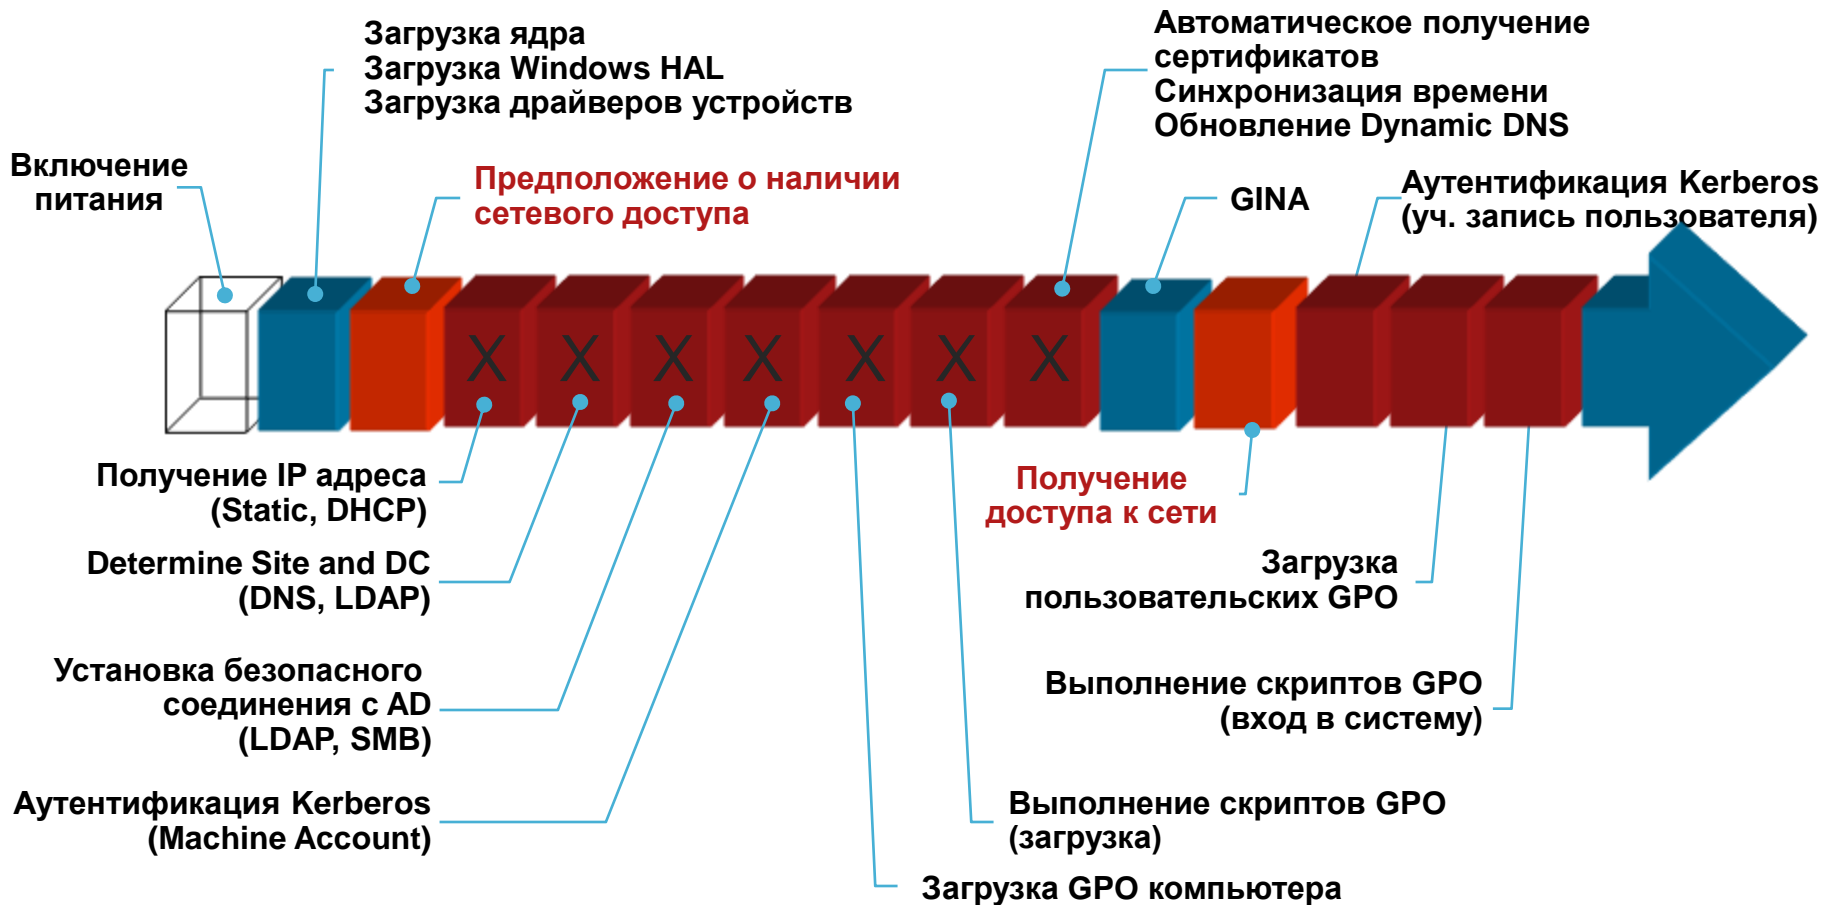 Загрузка ядра
Загрузка Windows HAL
Загрузка драйверов устройств
Автоматическое получение
сертификатов
Синхронизация времени
Обновление Dynamic DNS
Включение
питания
Предположение о наличии
сетевого доступа
GINA
Аутентификация Kerberos
(уч. запись пользователя)
X X X X X X X
Получение IP адреса
(Static, DHCP)
Получение
доступа к сети
Determine Site and DC
(DNS, LDAP)
Загрузка
пользовательских GPO
Установка безопасного
соединения с AD
(LDAP, SMB)
Выполнение скриптов GPO
(вход в систему)
Аутентификация Kerberos
(Machine Account)
Выполнение скриптов GPO
(загрузка)
Загрузка GPO компьютера